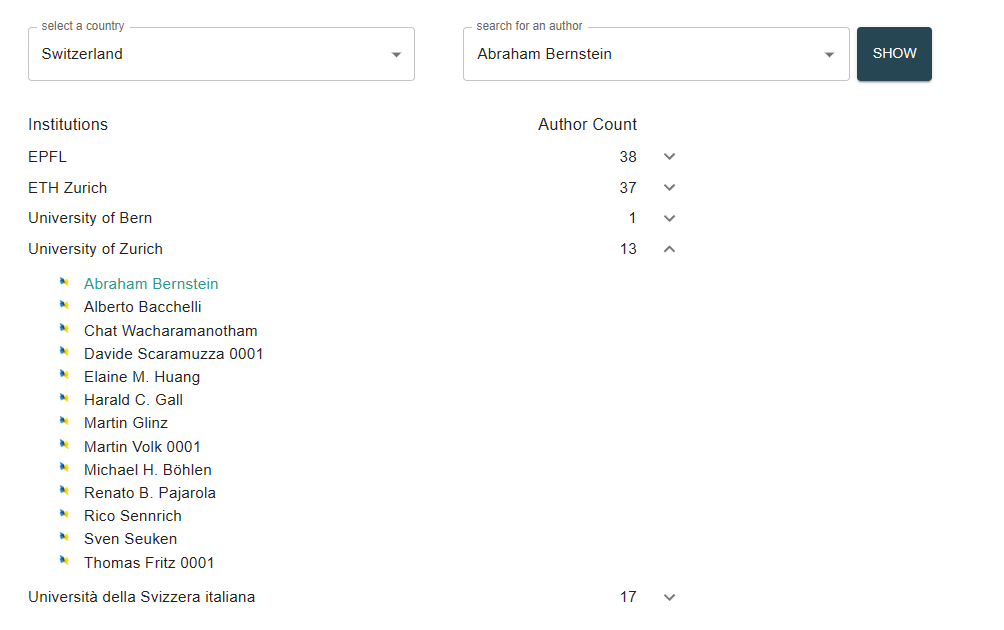 select a country
Switzerland
search for an author
Abraham Bernstein
SHOW
Institutions Author Count
EPFL 38
ETH Zurich 37
University of Bern 1
University of Zurich 13
Abraham Bernstein
Alberto Bacchelli
Chat Wacharamanotham
Davide Scaramuzza 0001
Elaine M. Huang
Harald C. Gall
Martin Glinz
Martin Volk 0001
Michael H. Böhlen
Renato B. Pajarola
Rico Sennrich
Sven Seuken
Thomas Fritz 0001
Università della Svizzera italiana 17